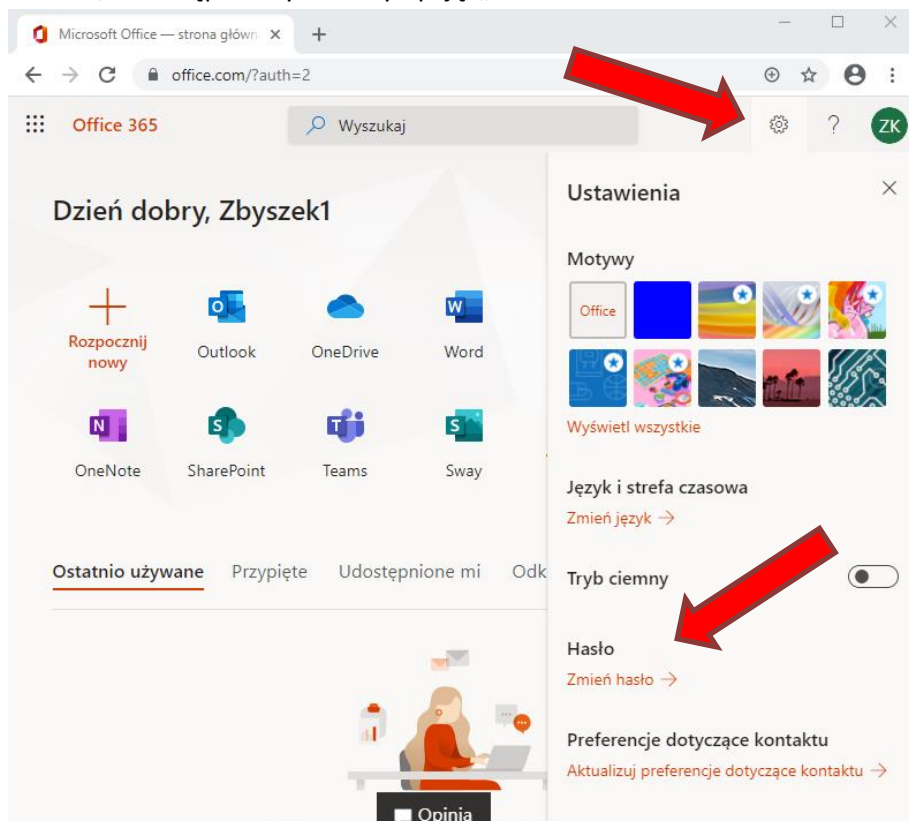 Microsoft Office — strona główn
office.com/?auth=2
Office 365
Wyszukaj
ZK
Dzień dobry, Zbyszek1
Rozpocznij
nowy
Outlook
OneDrive
Word
OneNote
SharePoint
Teams
Sway
Ostatnio używane Przypięte Udostępnione mi Odk
Opinia
Ustawienia
Motywy
Office
Wyświetl wszystkie
Język i strefa czasowa
Zmień język →
Tryb ciemny
Hasło
Zmień hasło →
Preferencje dotyczące kontaktu
Aktualizuj preferencje dotyczące kontaktu →